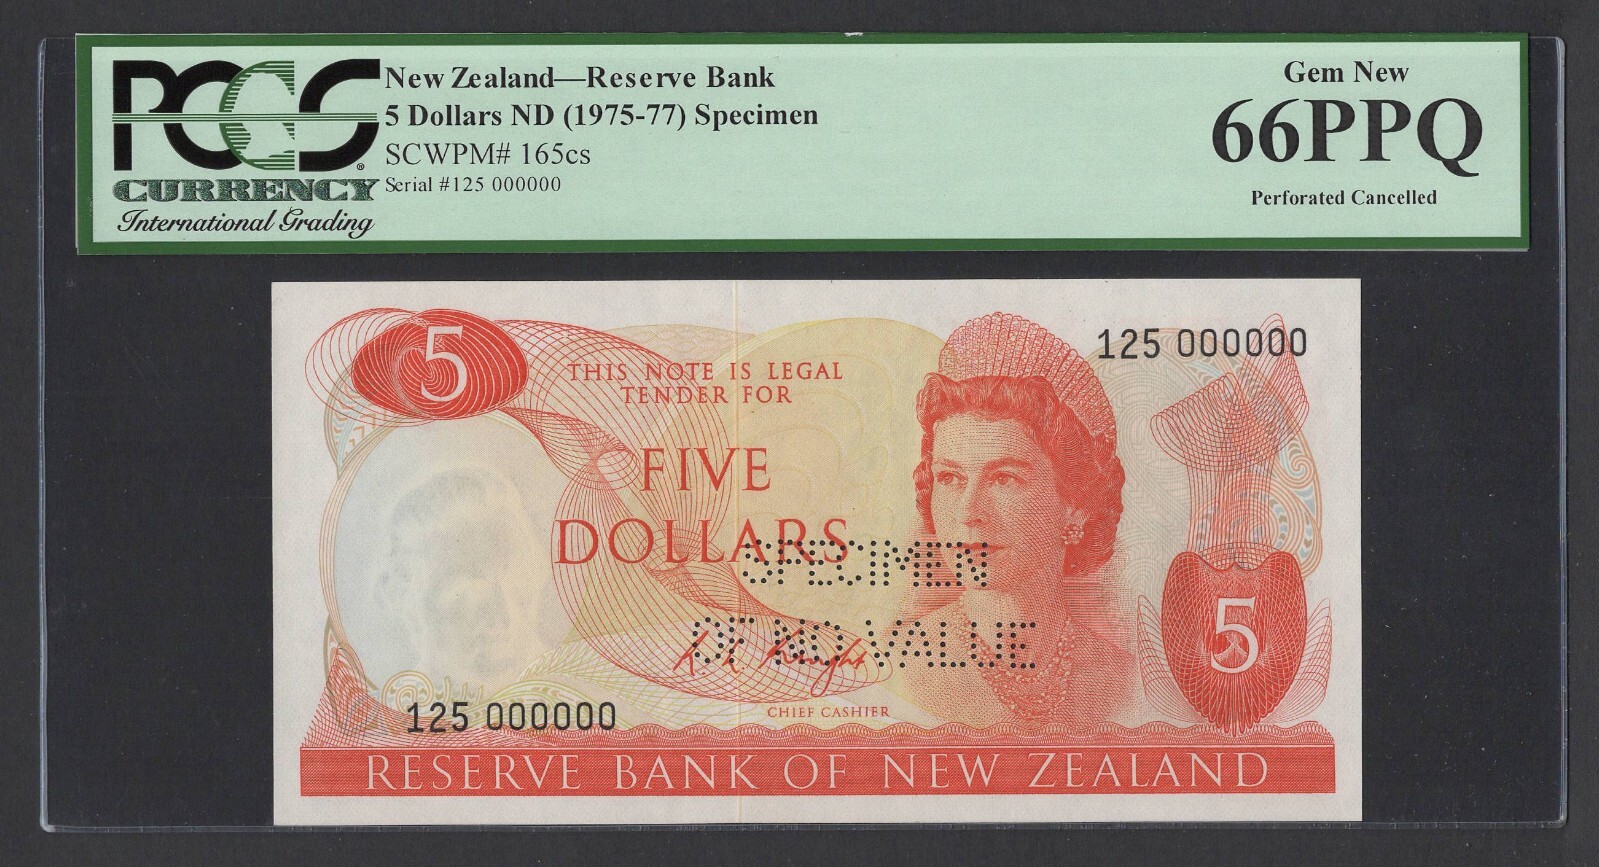 PCGS
CURRENCY
International Grading
New Zealand—Reserve Bank
5 Dollars ND (1975-77) Specimen
SCWPM# 165cs
Serial #125 000000
Gem New
66PPQ
Perforated Cancelled
5
125 000000
THIS NOTE IS LEGAL
TENDER FOR
FIVE
DOLLARS
SPECIMEN
OF NO VALUE
R. L. Knight
CHIEF CASHIER
5
125 000000
RESERVE BANK OF NEW ZEALAND